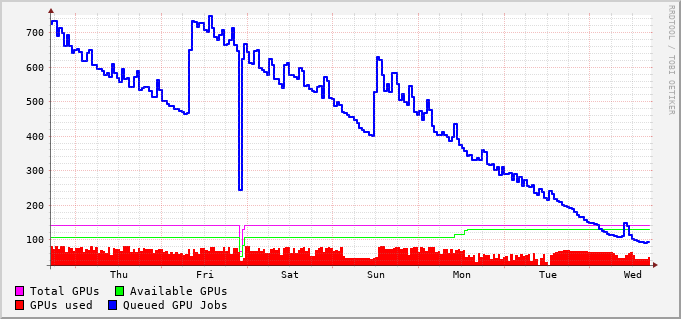 700
600
500
400
300
200
100
Thu Fri Sat Sun Mon Tue Wed
Total GPUs Available GPUs
GPUs used Queued GPU Jobs
RRDTOOL / TOBI OETIKER